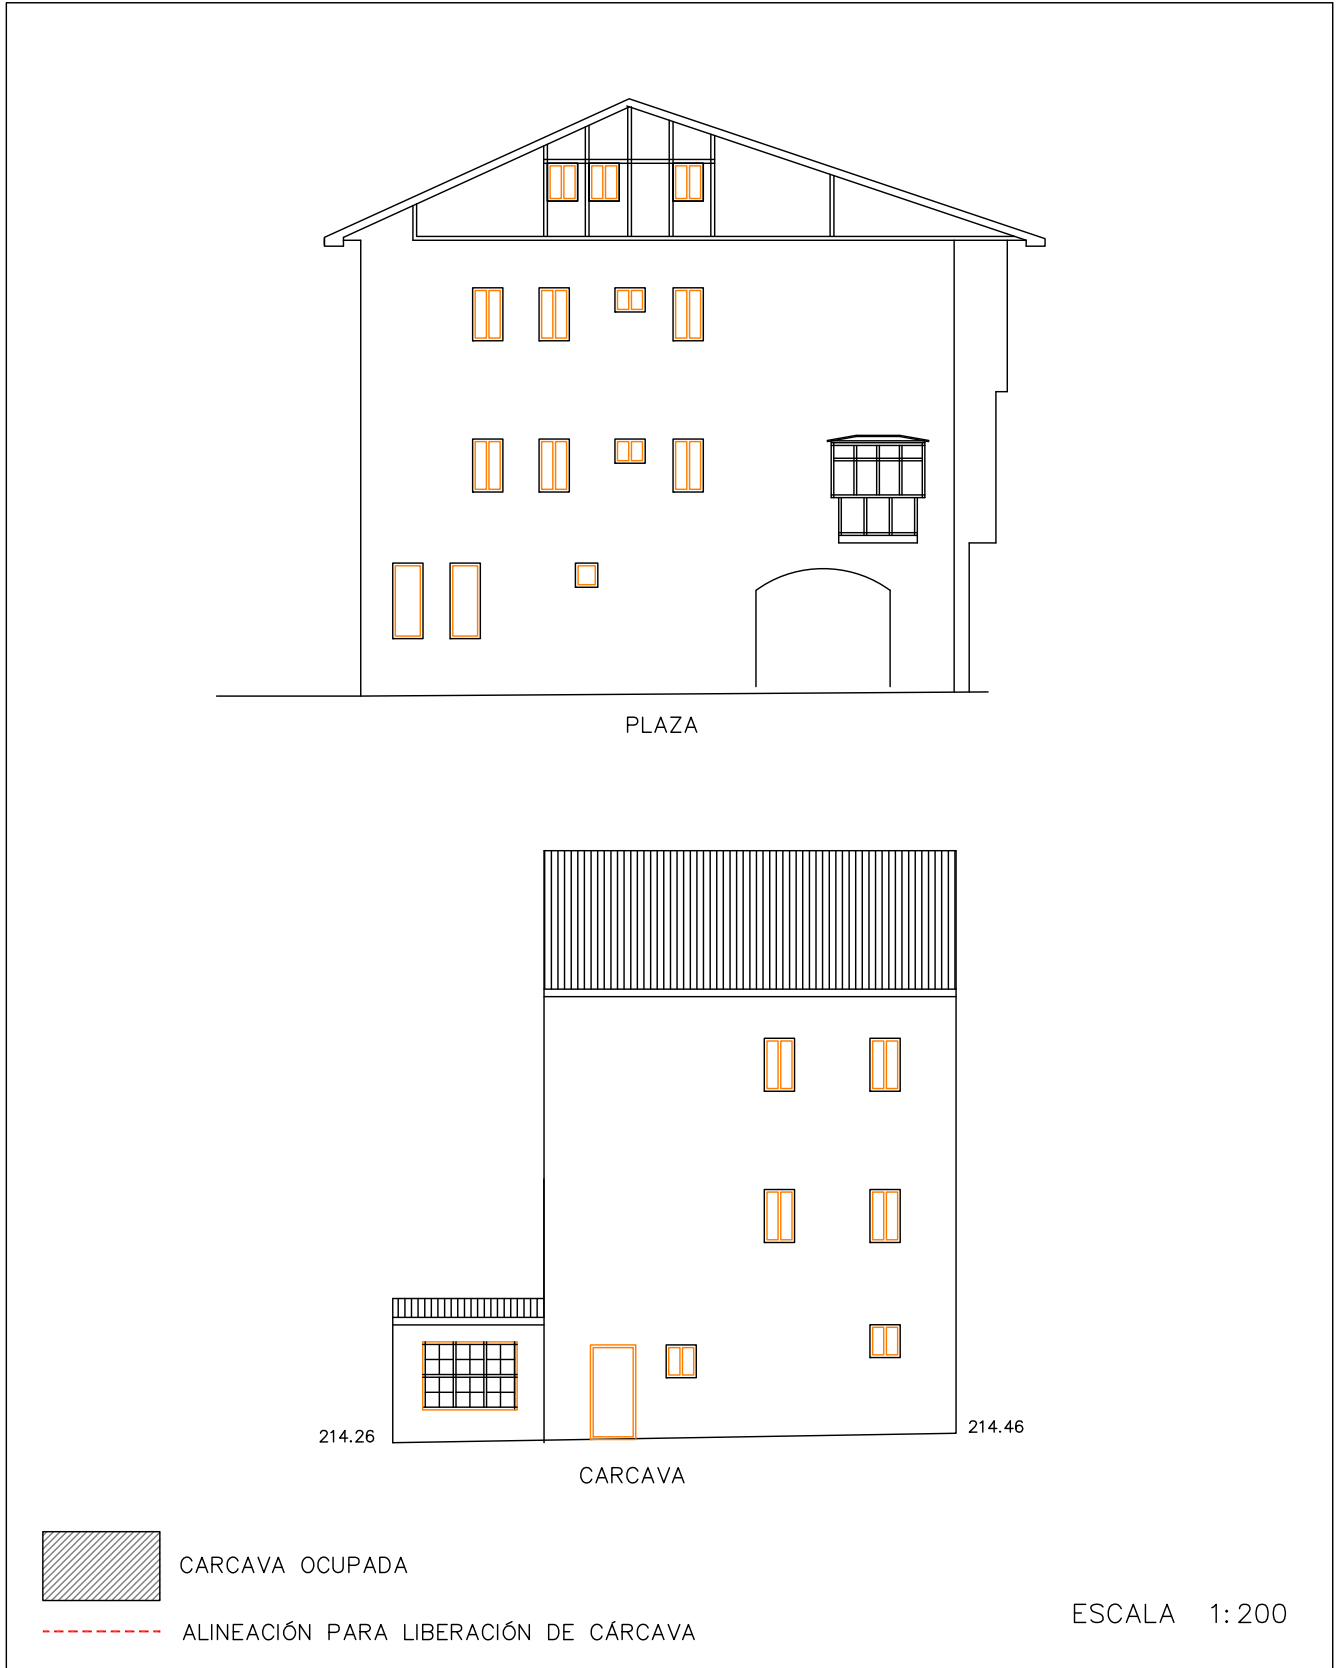 PLAZA
214.26
214.46
CARCAVA
CARCAVA OCUPADA
ALINEACIÓN PARA LIBERACIÓN DE CÁRCAVA
ESCALA 1:200